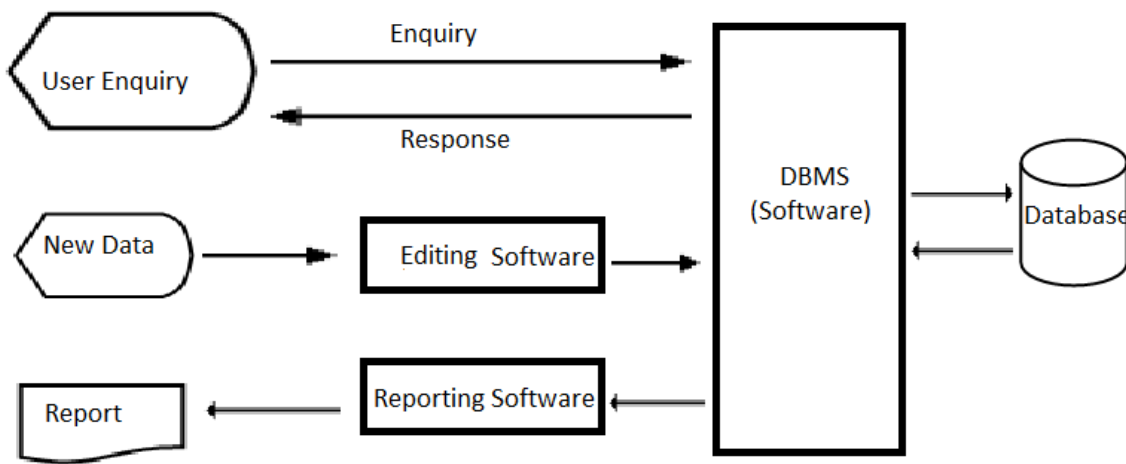 Enquiry
User Enquiry
Response
DBMS
(Software)
Database
New Data
Editing Software
Reporting Software
Report